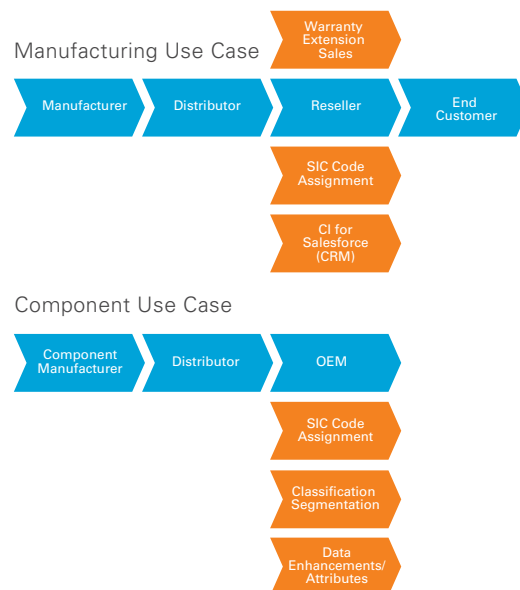 Warranty
Extension
Sales
Manufacturing Use Case
Manufacturer
Distributor
Reseller
End
Customer
SIC Code
Assignment
CI for
Salesforce
(CRM)
Component Use Case
Component
Manufacturer
Distributor
OEM
SIC Code
Assignment
Classification
Segmentation
Data
Enhancements/
Attributes